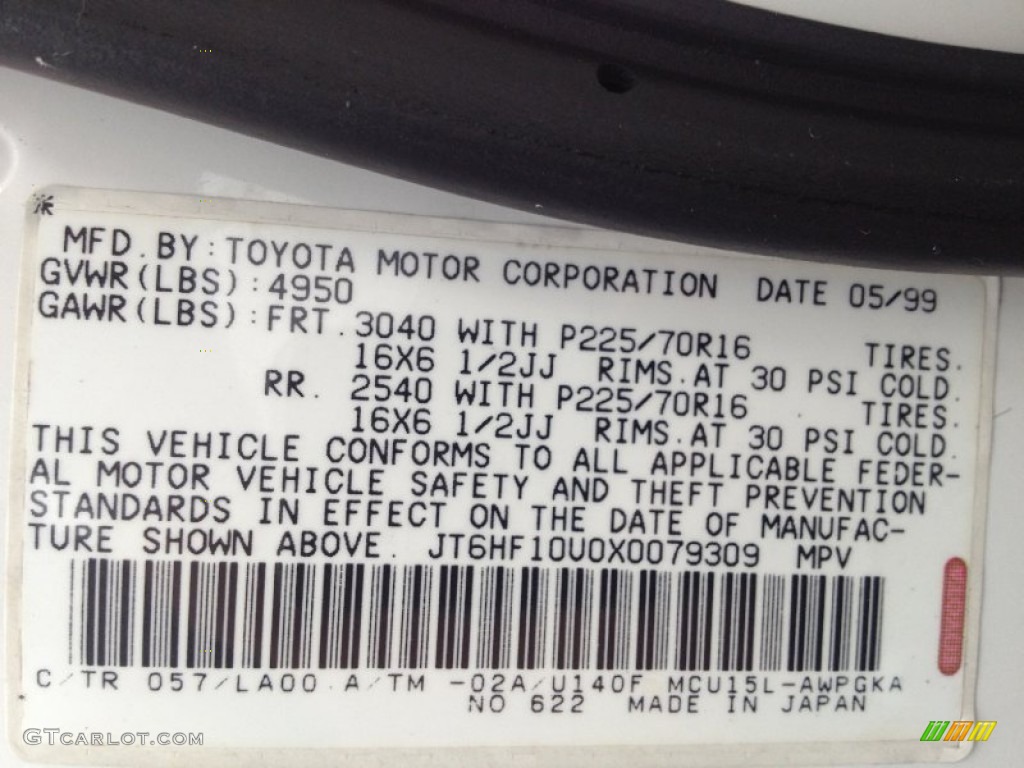 MFD. BY: TOYOTA MOTOR CORPORATION DATE 05/99
GVWR(LBS): 4950
GAWR(LBS): FRT. 3040 WITH P225/70R16 TIRES.
16X6 1/2JJ RIMS. AT 30 PSI COLD.
RR. 2540 WITH P225/70R16 TIRES.
16X6 1/2JJ RIMS. AT 30 PSI COLD.
THIS VEHICLE CONFORMS TO ALL APPLICABLE FEDER-
AL MOTOR VEHICLE SAFETY AND THEFT PREVENTION
STANDARDS IN EFFECT ON THE DATE OF MANUFAC-
TURE SHOWN ABOVE. JT6HF10U0X0079309 MPV
C/TR 057/LA00 A/TM -02A/U140F MCU15L-AWPGKA
NO 622 MADE IN JAPAN
GTCARLOT.COM